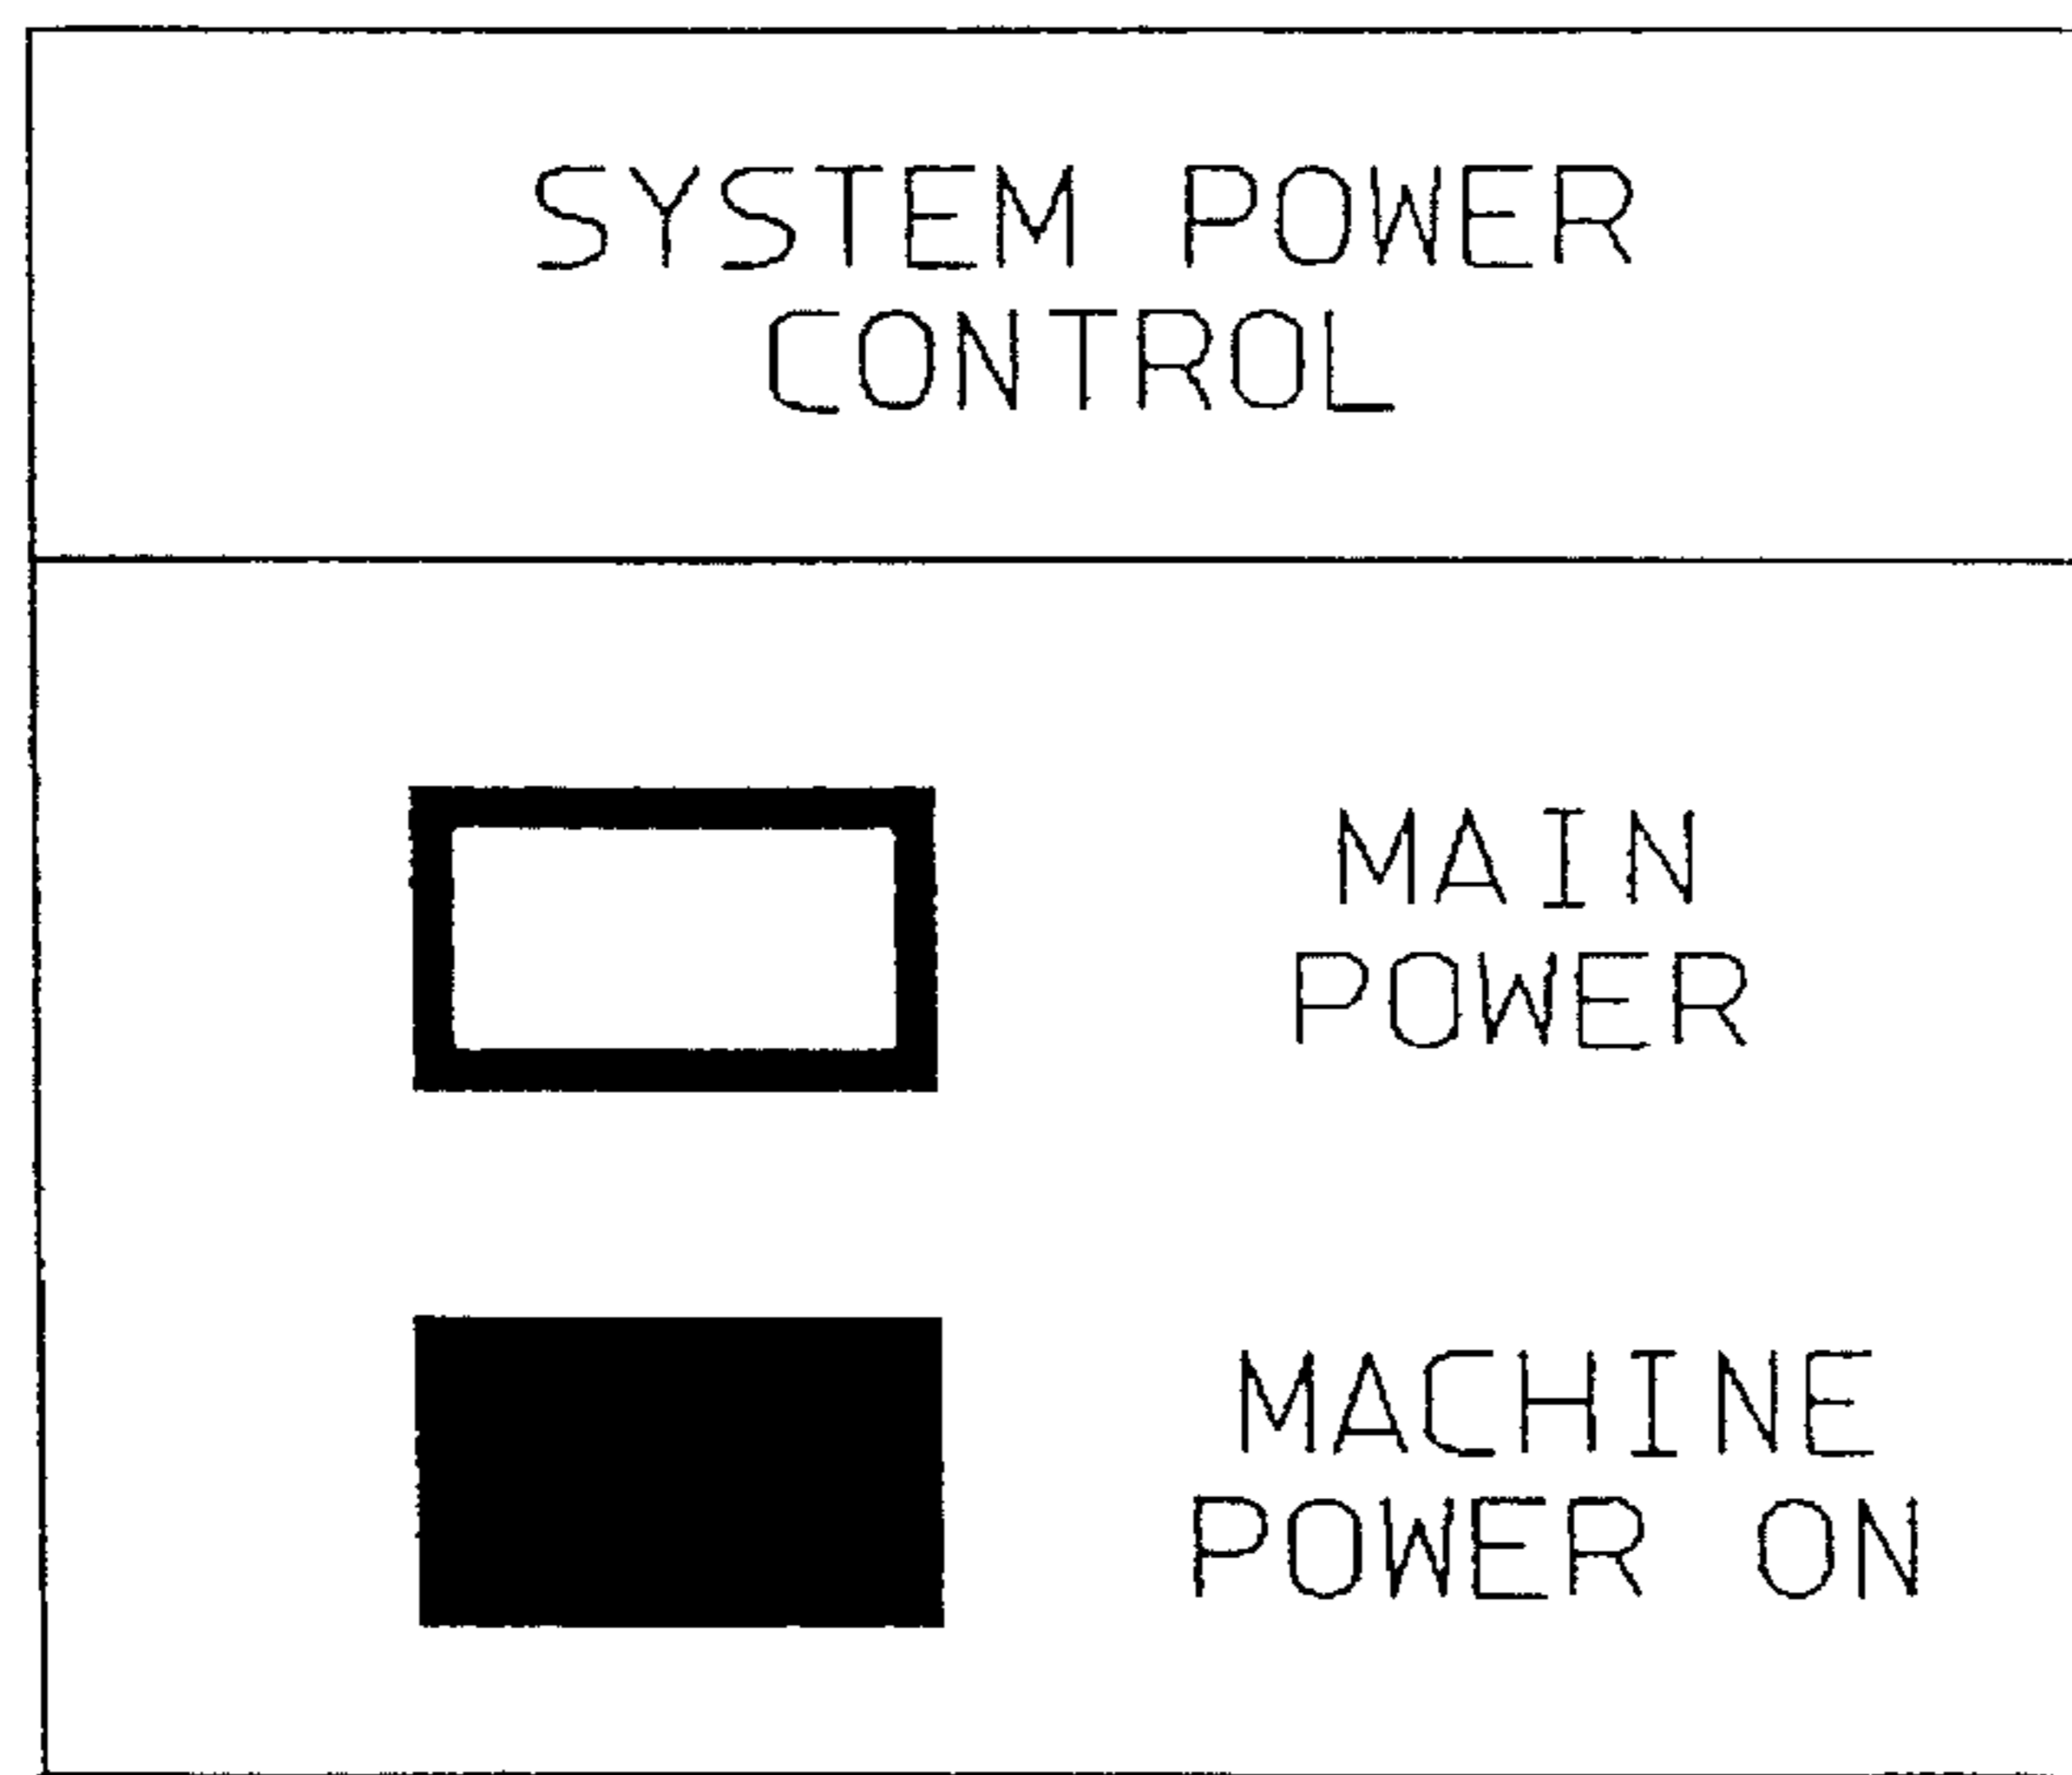 SYSTEM POWER
CONTROL
MAIN
POWER
MACHINE
POWER ON